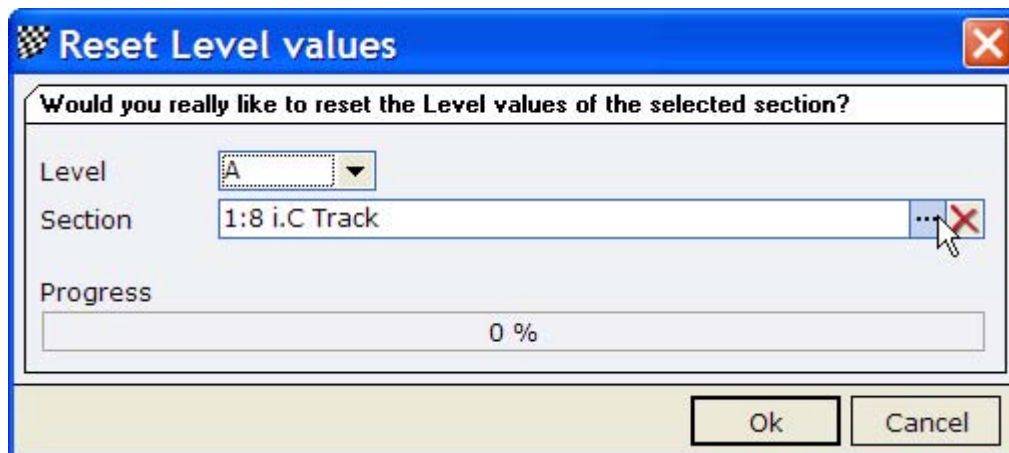 Reset Level values
Would you really like to reset the Level values of the selected section?
Level A
Section 1:8 i.C Track ...
Progress
0 %
Ok Cancel